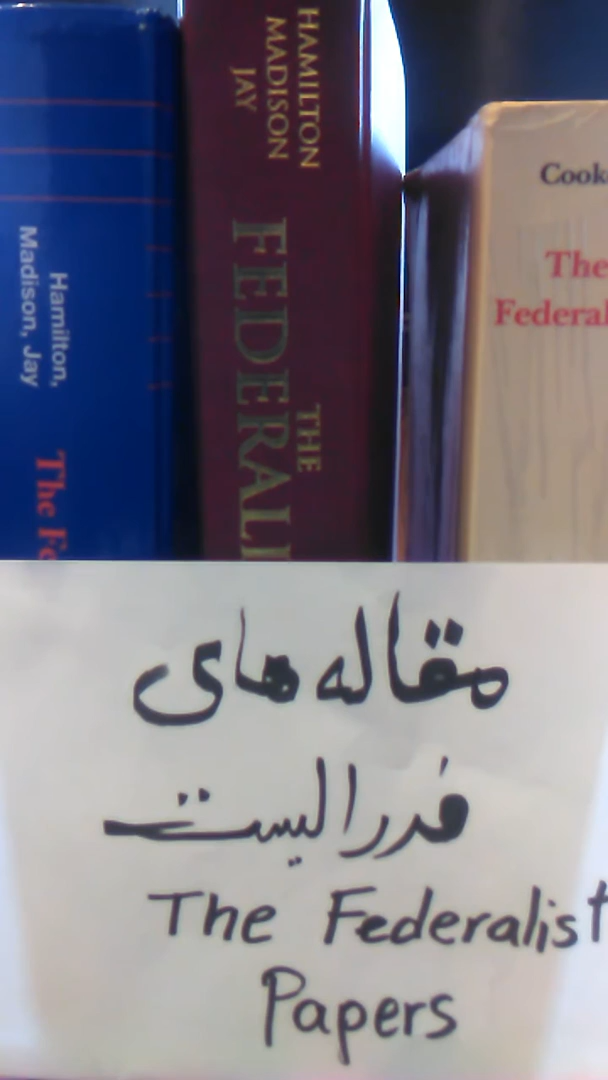 Hamilton,
Madison, Jay
The Fe
HAMILTON
MADISON
JAY
THE
FEDERALI
Cook
The
Federal
مقاله های
فدرالیست
The Federalist
Papers